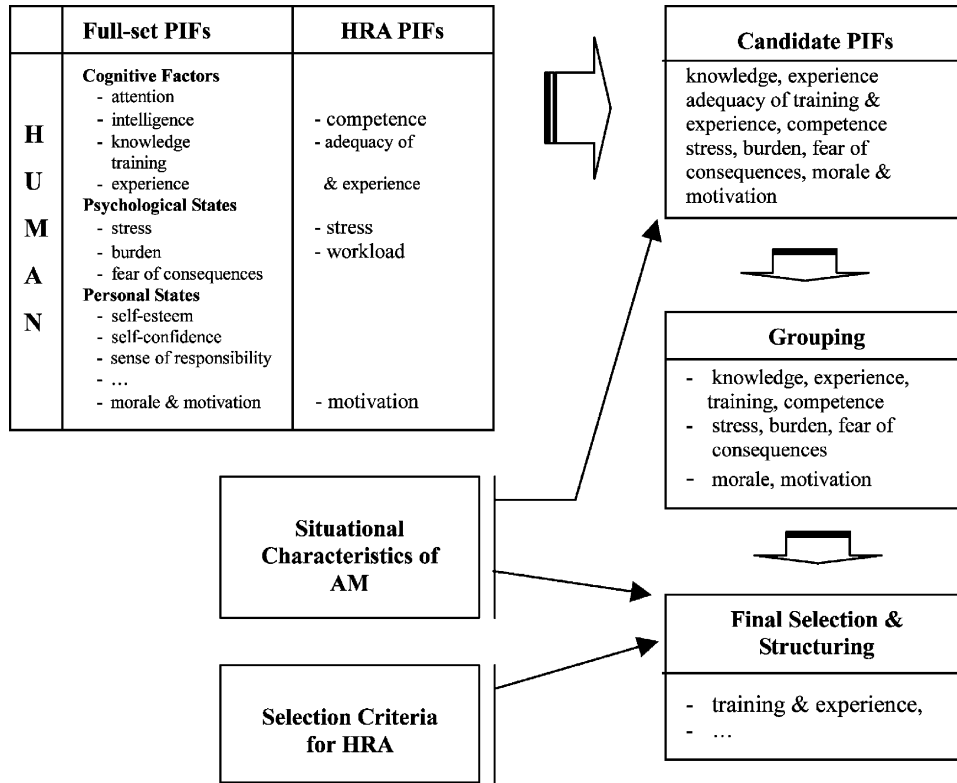 Full-set PIFs
HRA PIFs
H
U
M
A
N
Cognitive Factors
- attention
- intelligence
- knowledge
training
- experience
Psychological States
- stress
- burden
- fear of consequences
Personal States
- self-esteem
- self-confidence
- sense of responsibility
- …
- morale & motivation
- competence
- adequacy of
& experience
- stress
- workload
- motivation
Candidate PIFs
knowledge, experience
adequacy of training &
experience, competence
stress, burden, fear of
consequences, morale &
motivation
Grouping
- knowledge, experience,
training, competence
- stress, burden, fear of
consequences
- morale, motivation
Situational
Characteristics of
AM
Selection Criteria
for HRA
Final Selection &
Structuring
- training & experience,
- …